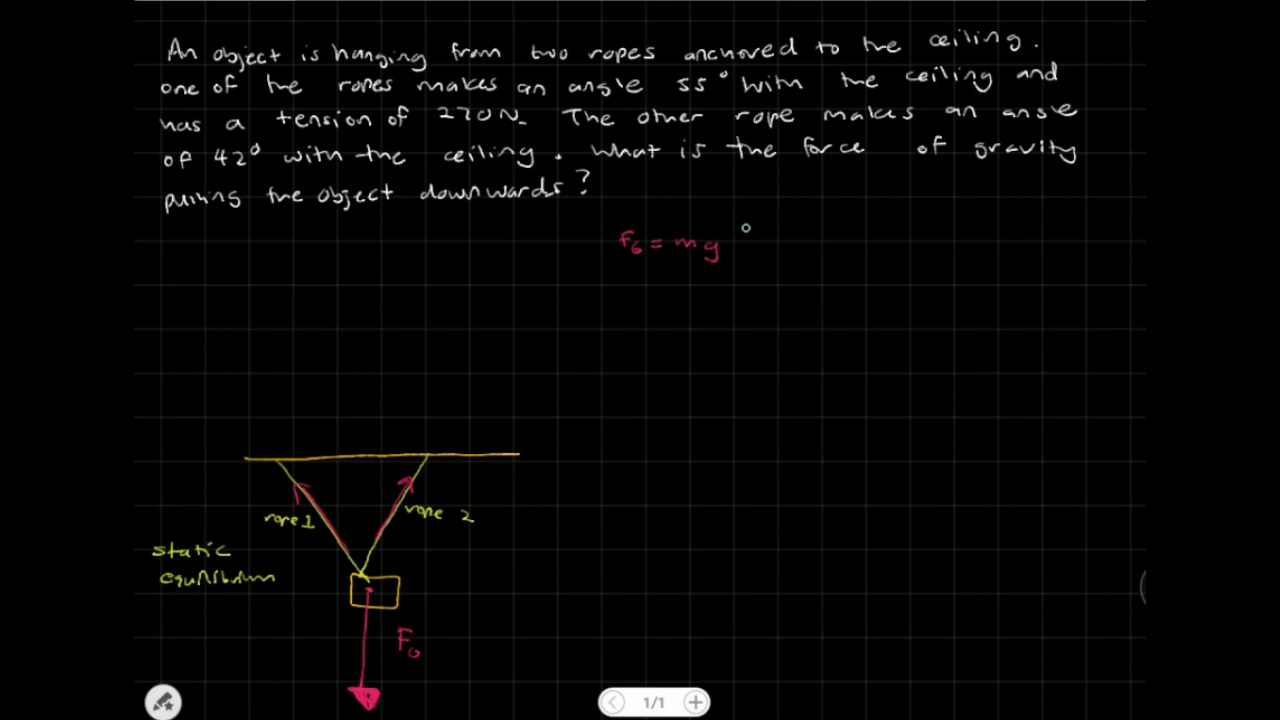 An object is hanging from two ropes anchored to the ceiling.
one of the ropes makes an angle 55° with the ceiling and
has a tension of 270N. The other rope makes an angle
of 42° with the ceiling. What is the force of gravity
pulling the object downwards?
F_G = mg
rope 1
rope 2
static
equilibrium
F_G
1/1